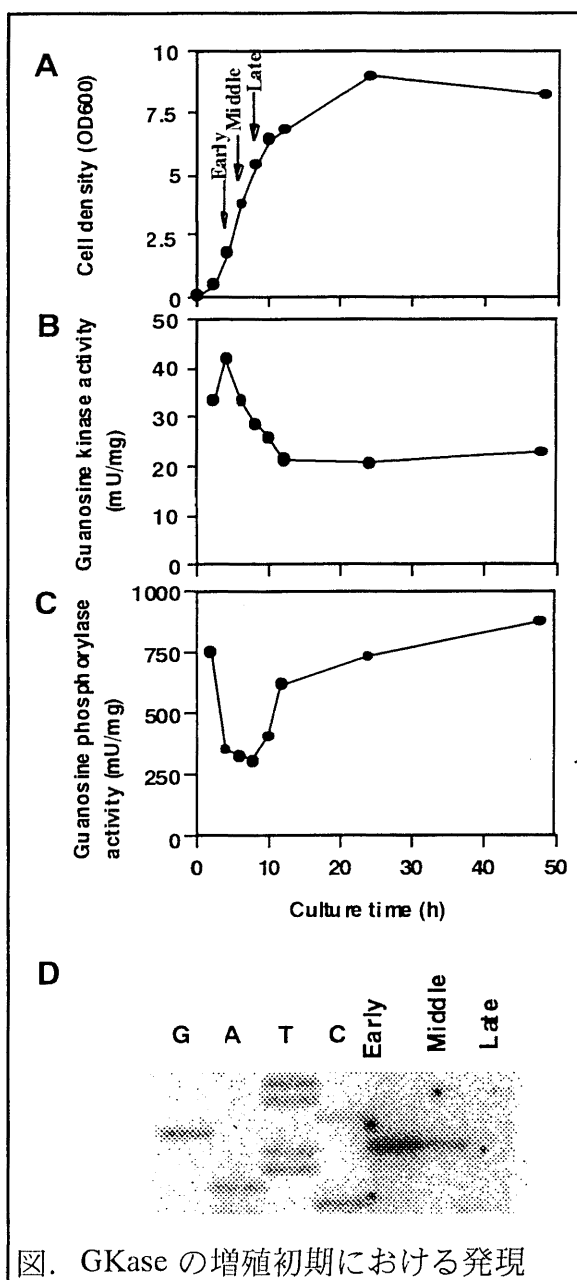 A
Cell density (OD600)
10
7.5
5
2.5
0
Early
Middle
Late
B
Guanosine kinase activity
(mU/mg)
50
40
30
20
10
0
C
Guanosine phosphorylase
activity (mU/mg)
1000
750
500
250
0
0 10 20 30 40 50
Culture time (h)
D
G A T C Early Middle Late
図. GKase の増殖初期における発現